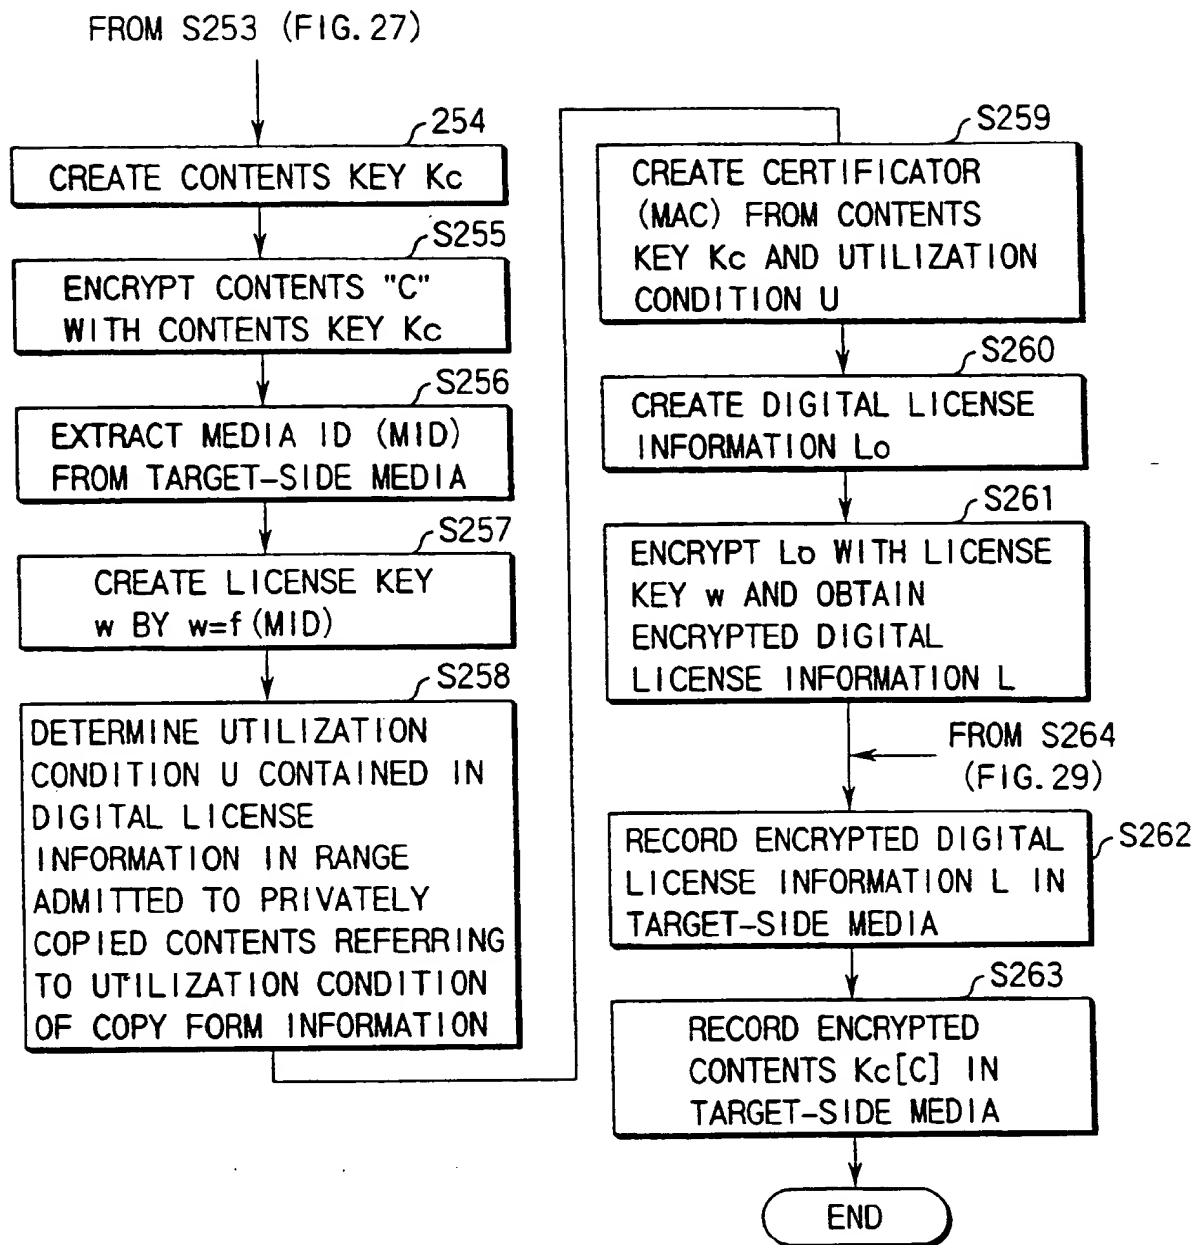 FROM S253 (FIG. 27)
254
CREATE CONTENTS KEY Kc
S255
ENCRYPT CONTENTS "C"
WITH CONTENTS KEY Kc
S256
EXTRACT MEDIA ID (MID)
FROM TARGET-SIDE MEDIA
S257
CREATE LICENSE KEY
w BY w=f(MID)
S258
DETERMINE UTILIZATION
CONDITION U CONTAINED IN
DIGITAL LICENSE
INFORMATION IN RANGE
ADMITTED TO PRIVATELY
COPIED CONTENTS REFERRING
TO UTILIZATION CONDITION
OF COPY FORM INFORMATION
S259
CREATE CERTIFICATOR
(MAC) FROM CONTENTS
KEY Kc AND UTILIZATION
CONDITION U
S260
CREATE DIGITAL LICENSE
INFORMATION Lo
S261
ENCRYPT Lo WITH LICENSE
KEY w AND OBTAIN
ENCRYPTED DIGITAL
LICENSE INFORMATION L
FROM S264
(FIG. 29)
S262
RECORD ENCRYPTED DIGITAL
LICENSE INFORMATION L IN
TARGET-SIDE MEDIA
S263
RECORD ENCRYPTED
CONTENTS Kc[C] IN
TARGET-SIDE MEDIA
END